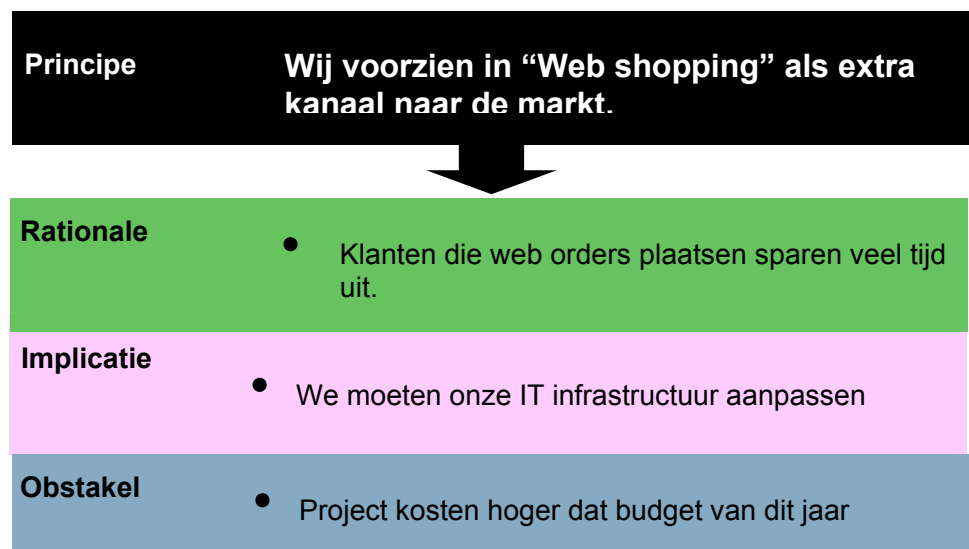 Principe
Wij voorzien in “Web shopping” als extra
kanaal naar de markt.
Rationale
• Klanten die web orders plaatsen sparen veel tijd
uit.
Implicatie
• We moeten onze IT infrastructuur aanpassen
Obstakel
• Project kosten hoger dat budget van dit jaar